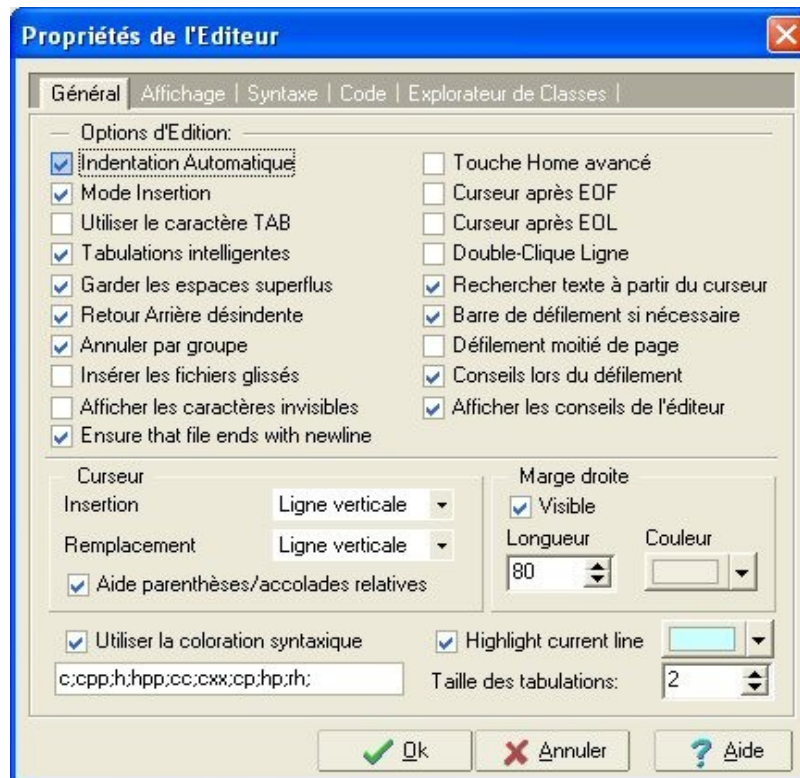 Propriétés de l'Editeur
Général | Affichage | Syntaxe | Code | Explorateur de Classes |
Options d'Edition:
Indentation Automatique
Mode Insertion
Utiliser le caractère TAB
Tabulations intelligentes
Garder les espaces superflus
Retour Arrière désindente
Annuler par groupe
Insérer les fichiers glissés
Afficher les caractères invisibles
Ensure that file ends with newline
Touche Home avancé
Curseur après EOF
Curseur après EOL
Double-Clique Ligne
Rechercher texte à partir du curseur
Barre de défilement si nécessaire
Défilement moitié de page
Conseils lors du défilement
Afficher les conseils de l'éditeur
Curseur
Insertion Ligne verticale
Remplacement Ligne verticale
Aide parenthèses/accolades relatives
Marge droite
Visible
Longueur Couleur
80
Utiliser la coloration syntaxique
Highlight current line
c;cpp;h;hpp;cc;cxx;cp;hp;rh;
Taille des tabulations: 2
Ok Annuler Aide